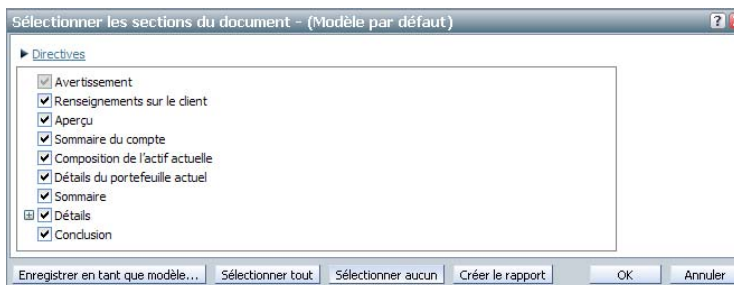 Sélectionner les sections du document - (Modèle par défaut)
Directives
Avertissement
Renseignements sur le client
Aperçu
Sommaire du compte
Composition de l'actif actuelle
Détails du portefeuille actuel
Sommaire
Détails
Conclusion
Enregistrer en tant que modèle... Sélectionner tout Sélectionner aucun Créer le rapport OK Annuler